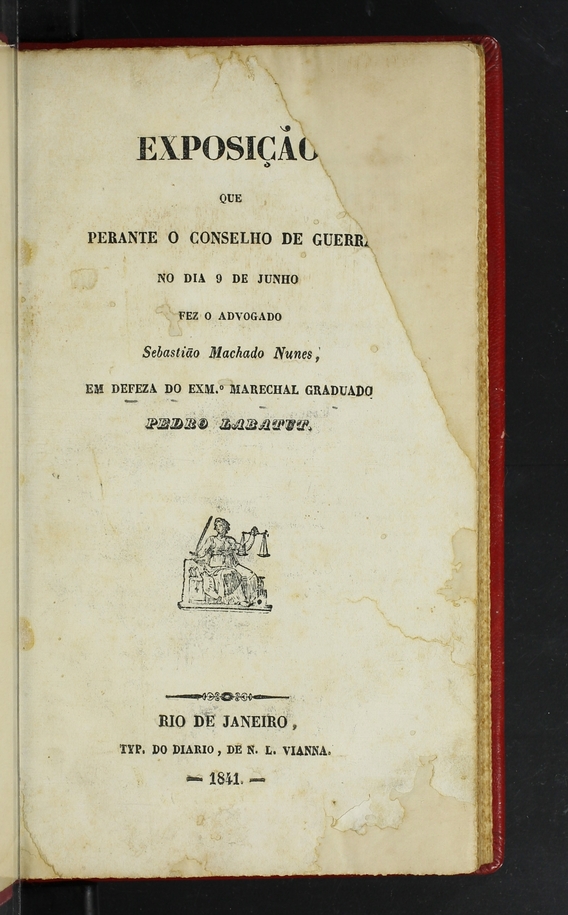 EXPOSIÇÃO
QUE
PERANTE O CONSELHO DE GUERRA
NO DIA 9 DE JUNHO
FEZ O ADVOGADO
Sebastião Machado Nunes,
EM DEFEZA DO EXM.º MARECHAL GRADUADO
PEDRO LABATUT.
RIO DE JANEIRO,
TYP. DO DIARIO, DE N. L. VIANNA.
— 1841. —